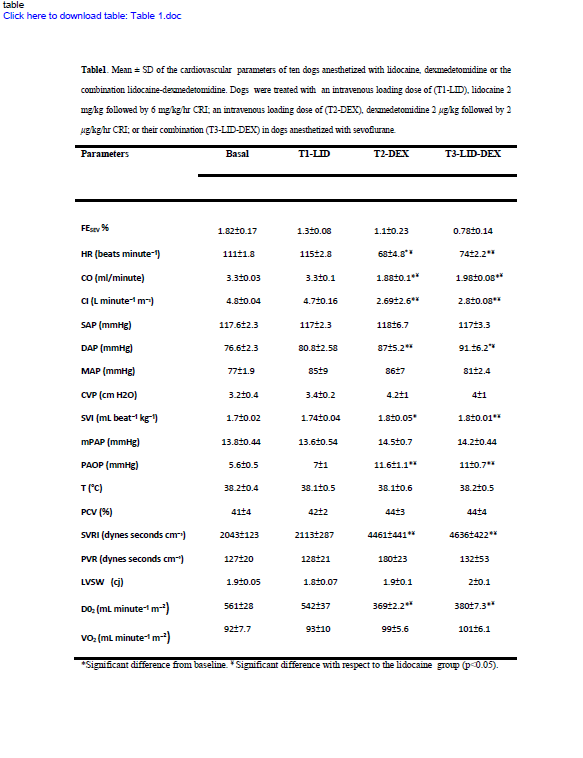 table
Click here to download table: Table 1.doc
Table1. Mean ± SD of the cardiovascular parameters of ten dogs anesthetized with lidocaine, dexmedetomidine or the
combination lidocaine-dexmedetomidine. Dogs were treated with an intravenous loading dose of (T1-LID), lidocaine 2
mg/kg followed by 6 mg/kg/hr CRI; an intravenous loading dose of (T2-DEX), dexmedetomidine 2 µg/kg followed by 2
µg/kg/hr CRI; or their combination (T3-LID-DEX) in dogs anesthetized with sevoflurane.
Parameters Basal T1-LID T2-DEX T3-LID-DEX
FESEV % 1.82±0.17 1.3±0.08 1.1±0.23 0.78±0.14
HR (beats minute⁻¹) 111±1.8 115±2.8 68±4.8*¥ 74±2.2*¥
CO (ml/minute) 3.3±0.03 3.3±0.1 1.88±0.1*¥ 1.98±0.08*¥
CI (L minute⁻¹ m⁻²) 4.8±0.04 4.7±0.16 2.69±2.6*¥ 2.8±0.08*¥
SAP (mmHg) 117.6±2.3 117±2.3 118±6.7 117±3.3
DAP (mmHg) 76.6±2.3 80.8±2.58 87±5.2*¥ 91.±6.2*¥
MAP (mmHg) 77±1.9 85±9 86±7 81±2.4
CVP (cm H2O) 3.2±0.4 3.4±0.2 4.2±1 4±1
SVI (mL beat⁻¹ kg⁻¹) 1.7±0.02 1.74±0.04 1.8±0.05* 1.8±0.01*¥
mPAP (mmHg) 13.8±0.44 13.6±0.54 14.5±0.7 14.2±0.44
PAOP (mmHg) 5.6±0.5 7±1 11.6±1.1*¥ 11±0.7*¥
T (°C) 38.2±0.4 38.1±0.5 38.1±0.6 38.2±0.5
PCV (%) 41±4 42±2 44±3 44±4
SVRI (dynes seconds cm⁻⁵) 2043±123 2113±287 4461±441*¥ 4636±422*¥
PVR (dynes seconds cm⁻⁵) 127±20 128±21 180±23 132±53
LVSW (cj) 1.9±0.05 1.8±0.07 1.9±0.1 2±0.1
D0₂ (mL minute⁻¹ m⁻²) 561±28 542±37 369±2.2*¥ 380±7.3*¥
VO₂ (mL minute⁻¹ m⁻²) 92±7.7 93±10 99±5.6 101±6.1
*Significant difference from baseline. ¥ Significant difference with respect to the lidocaine group (p<0.05).